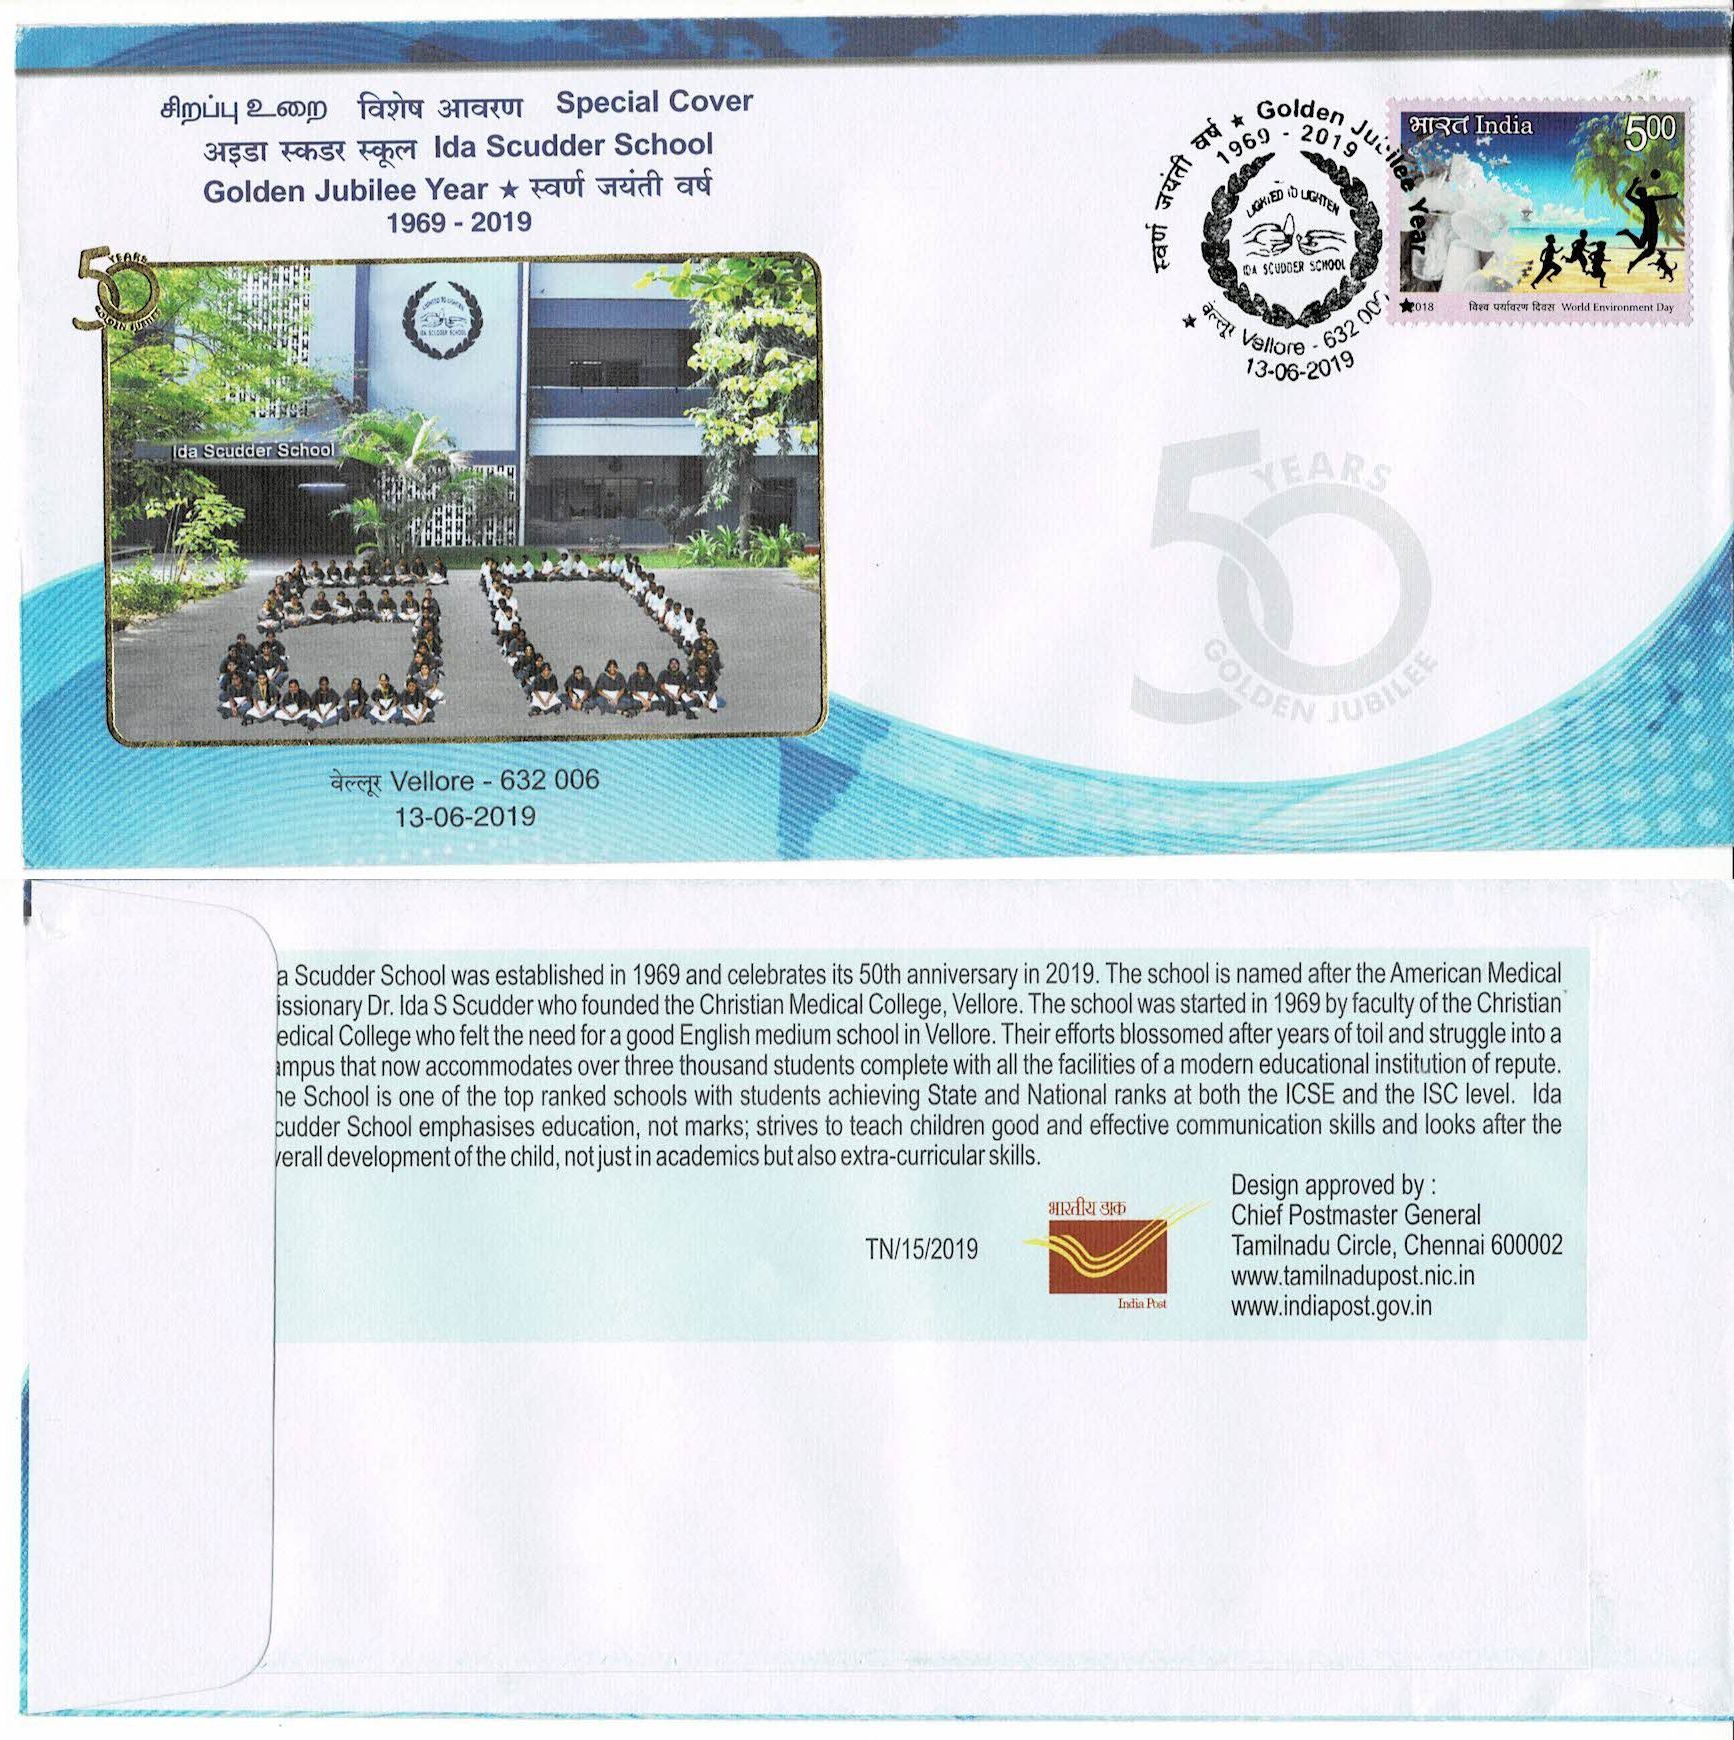 சிறப்பு உறை विशेष आवरण Special Cover
अइडा स्कडर स्कूल Ida Scudder School
Golden Jubilee Year ★ स्वर्ण जयंती वर्ष
1969 - 2019
50 YEARS
GOLDEN JUBILEE
LIGHTED TO LIGHTEN
IDA SCUDDER SCHOOL
Ida Scudder School
वेल्लूर Vellore - 632 006
13-06-2019
स्वर्ण जयंती वर्ष ★ Golden Jubilee Year
1969 - 2019
LIGHTED TO LIGHTEN
IDA SCUDDER SCHOOL
★ वेल्लूर Vellore - 632 006 ★
13-06-2019
भारत India 500
2018 विश्व पर्यावरण दिवस World Environment Day
50 YEARS
GOLDEN JUBILEE
a Scudder School was established in 1969 and celebrates its 50th anniversary in 2019. The school is named after the American Medical
issionary Dr. Ida S Scudder who founded the Christian Medical College, Vellore. The school was started in 1969 by faculty of the Christian
edical College who felt the need for a good English medium school in Vellore. Their efforts blossomed after years of toil and struggle into a
ampus that now accommodates over three thousand students complete with all the facilities of a modern educational institution of repute.
he School is one of the top ranked schools with students achieving State and National ranks at both the ICSE and the ISC level. Ida
cudder School emphasises education, not marks; strives to teach children good and effective communication skills and looks after the
verall development of the child, not just in academics but also extra-curricular skills.
TN/15/2019
भारतीय डाक
India Post
Design approved by :
Chief Postmaster General
Tamilnadu Circle, Chennai 600002
www.tamilnadupost.nic.in
www.indiapost.gov.in